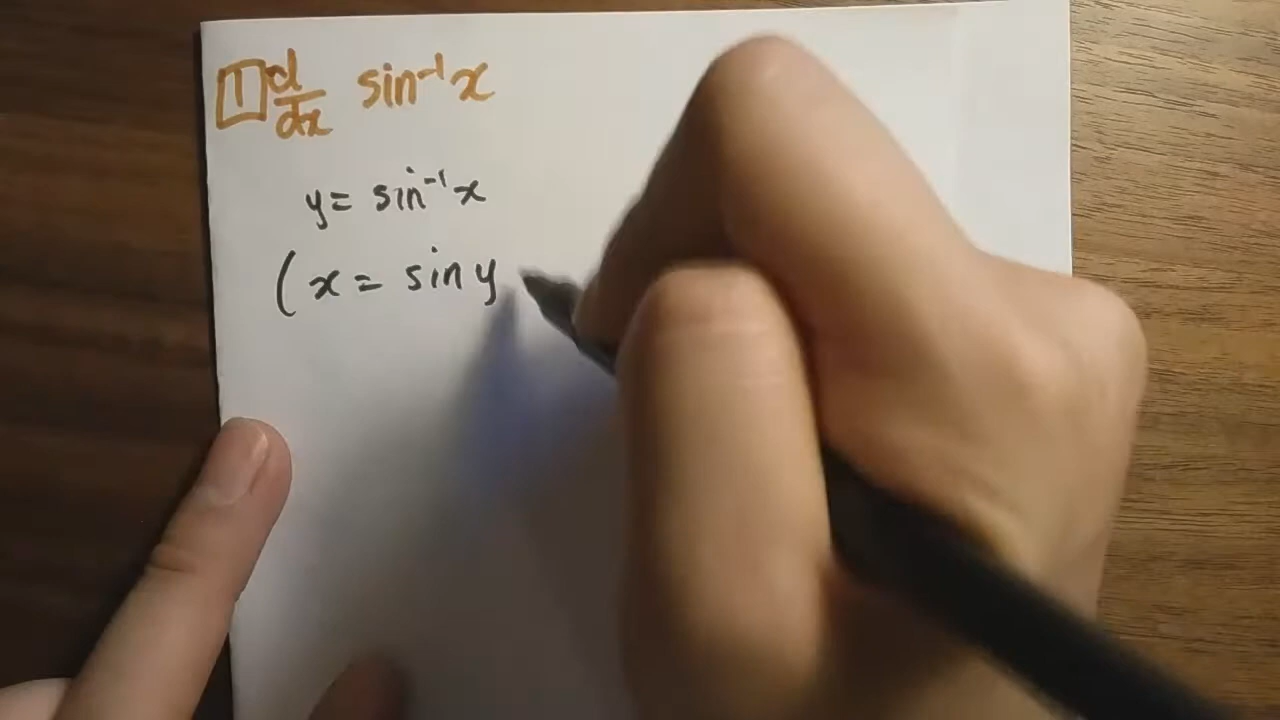 1 d/dx sin⁻¹x
y = sin⁻¹x
( x = sin y